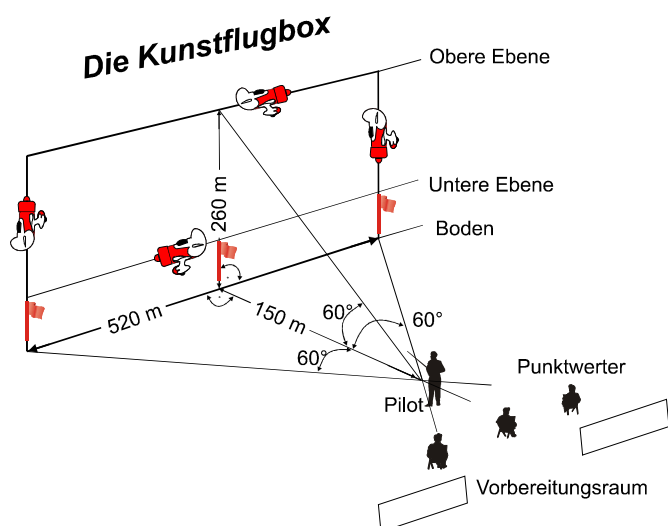 Die Kunstflugbox
Obere Ebene
Untere Ebene
Boden
260 m
520 m
150 m
60°
60°
60°
Pilot
Punktwerter
Vorbereitungsraum